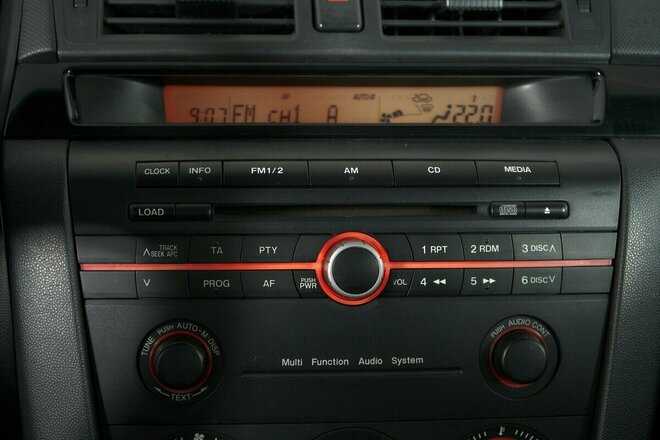 AF AUTO-M
9:07 FM CH1 A 22.0
CLOCK INFO FM1/2 AM CD MEDIA
LOAD
TRACK
SEEK APC TA PTY 1 RPT 2 RDM 3 DISC
PROG AF PUSH
PWR VOL 4 5 6 DISC
TUNE PUSH AUTO-M·DISP TEXT
PUSH AUDIO CONT
Multi Function Audio System